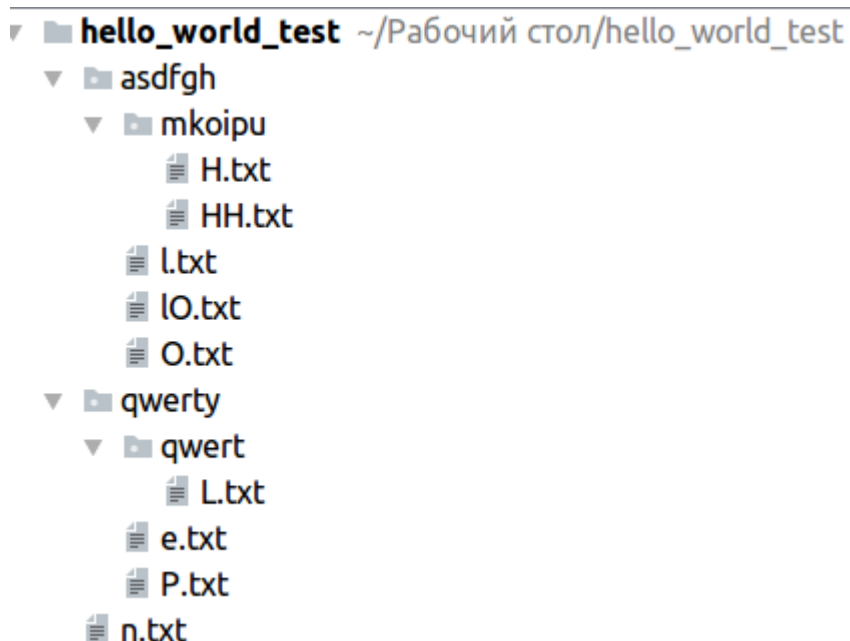 hello_world_test ~/Рабочий стол/hello_world_test
asdfgh
mkoipu
H.txt
HH.txt
l.txt
lO.txt
O.txt
qwerty
qwert
L.txt
e.txt
P.txt
n.txt